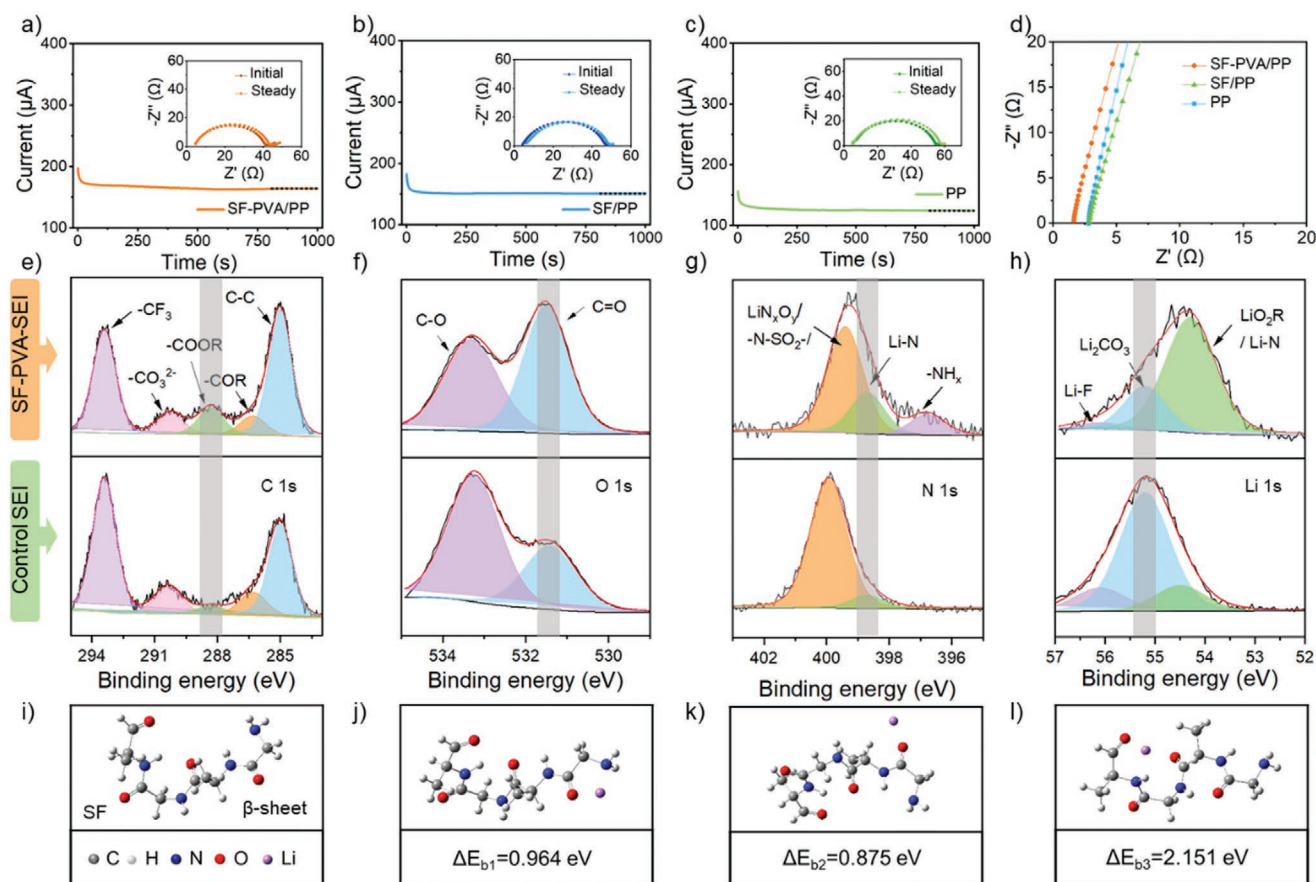 a)
400
300
200
100
Current (µA)
0 250 500 750 1000
Time (s)
SF-PVA/PP
60
40
20
0
-Z'' (Ω)
0 20 40 60
Z' (Ω)
Initial
Steady
b)
400
300
200
100
Current (µA)
0 250 500 750 1000
Time (s)
SF/PP
60
40
20
0
-Z'' (Ω)
0 20 40 60
Z' (Ω)
Initial
Steady
c)
400
300
200
100
Current (µA)
0 250 500 750 1000
Time (s)
PP
60
40
20
0
-Z'' (Ω)
0 20 40 60
Z' (Ω)
Initial
Steady
d)
20
15
10
5
0
-Z'' (Ω)
0 5 10 15 20
Z' (Ω)
SF-PVA/PP
SF/PP
PP
SF-PVA-SEI
Control SEI
e)
-CF₃
-CO₃²⁻
-COOR
-COR
C-C
C 1s
294 291 288 285
Binding energy (eV)
f)
C-O
C=O
O 1s
534 532 530
Binding energy (eV)
g)
LiNₓOᵧ/
-N-SO₂-/
Li-N
-NHₓ
N 1s
402 400 398 396
Binding energy (eV)
h)
Li-F
Li₂CO₃
LiO₂R
/ Li-N
Li 1s
57 56 55 54 53 52
Binding energy (eV)
i)
SF
β-sheet
C H N O Li
j)
ΔE_b1=0.964 eV
k)
ΔE_b2=0.875 eV
l)
ΔE_b3=2.151 eV